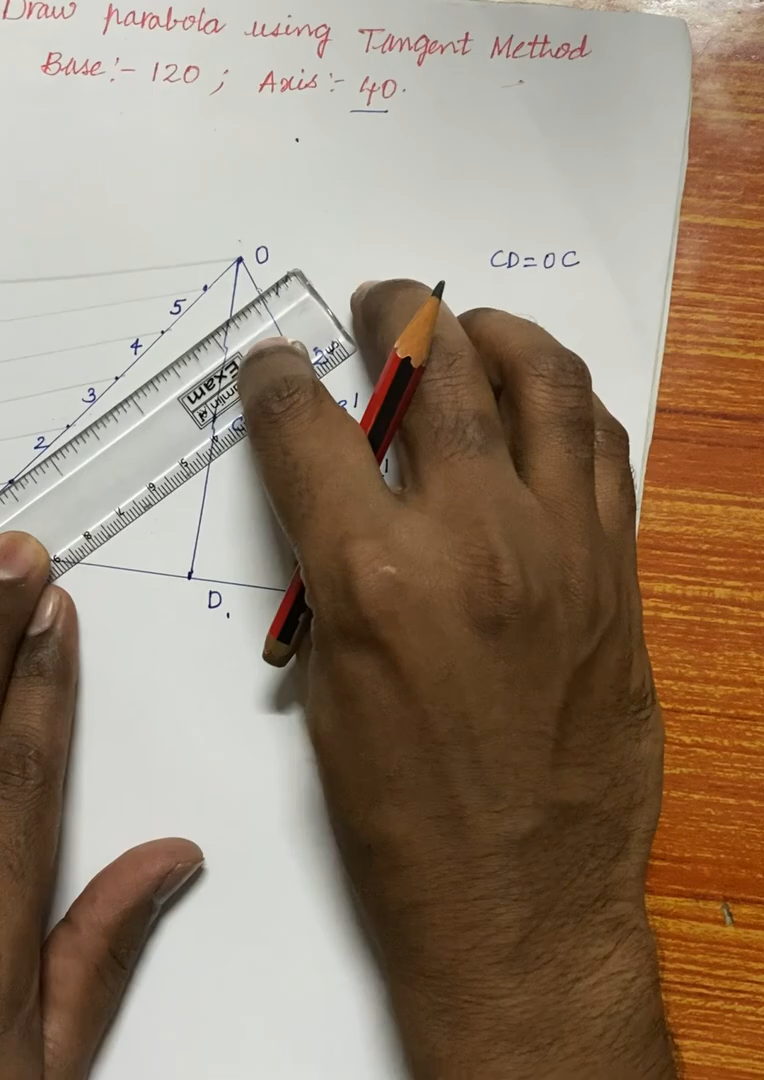 Draw parabola using Tangent Method
Base:- 120 ; Axis:- 40.
O
CD = OC
5
4
3
2
D.
Exam